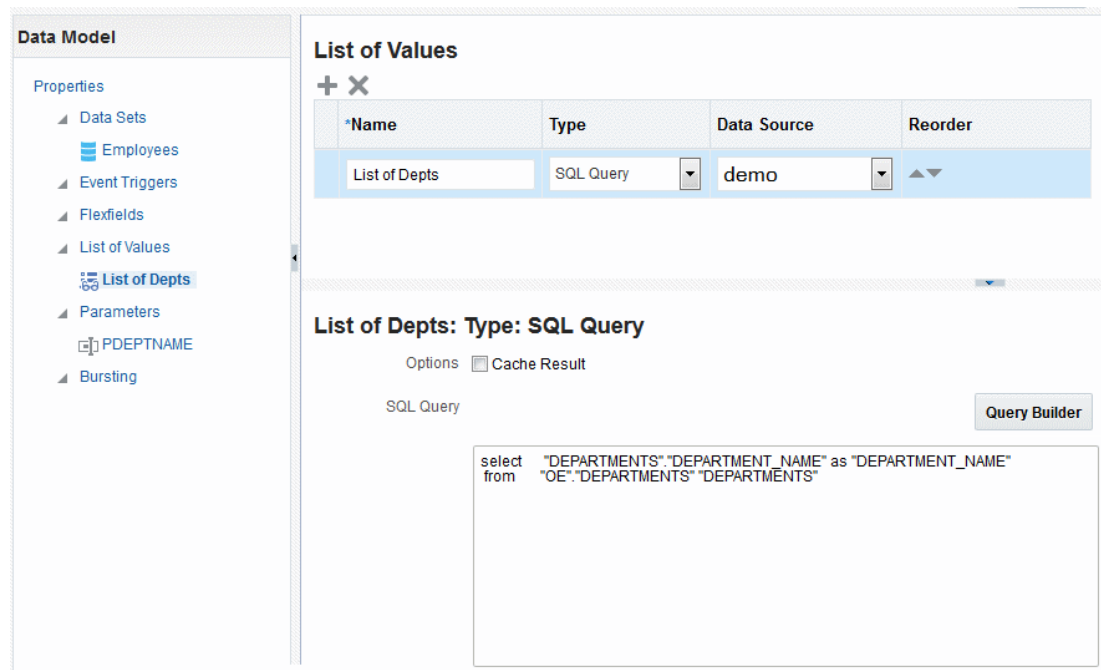 Data Model
Properties
Data Sets
Employees
Event Triggers
Flexfields
List of Values
List of Depts
Parameters
PDEPTNAME
Bursting
List of Values
*Name Type Data Source Reorder
List of Depts SQL Query demo
List of Depts: Type: SQL Query
Options Cache Result
SQL Query
Query Builder
select "DEPARTMENTS"."DEPARTMENT_NAME" as "DEPARTMENT_NAME"
from "OE"."DEPARTMENTS" "DEPARTMENTS"